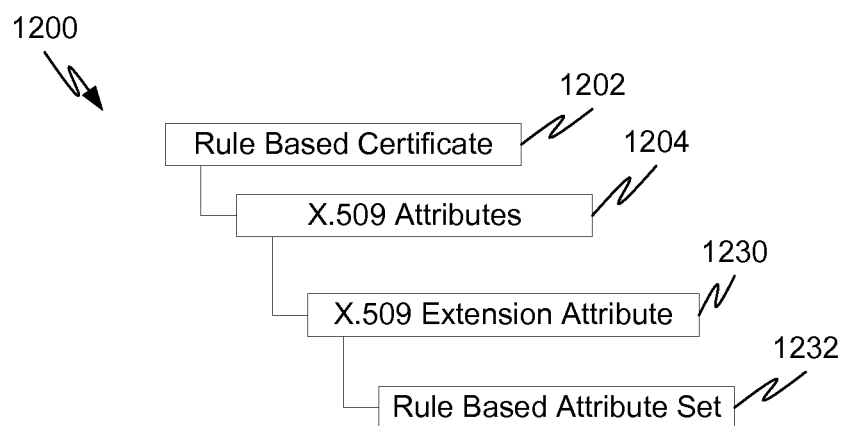 1200
1202
Rule Based Certificate
1204
X.509 Attributes
1230
X.509 Extension Attribute
1232
Rule Based Attribute Set